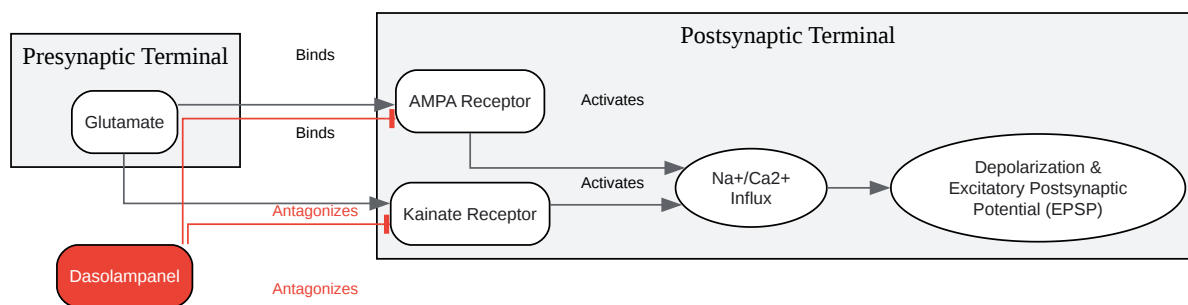 Presynaptic Terminal
Postsynaptic Terminal
Binds
Glutamate
AMPA Receptor
Activates
Binds
Kainate Receptor
Activates
Na+/Ca2+
Influx
Depolarization &
Excitatory Postsynaptic
Potential (EPSP)
Antagonizes
Dasolampanel
Antagonizes